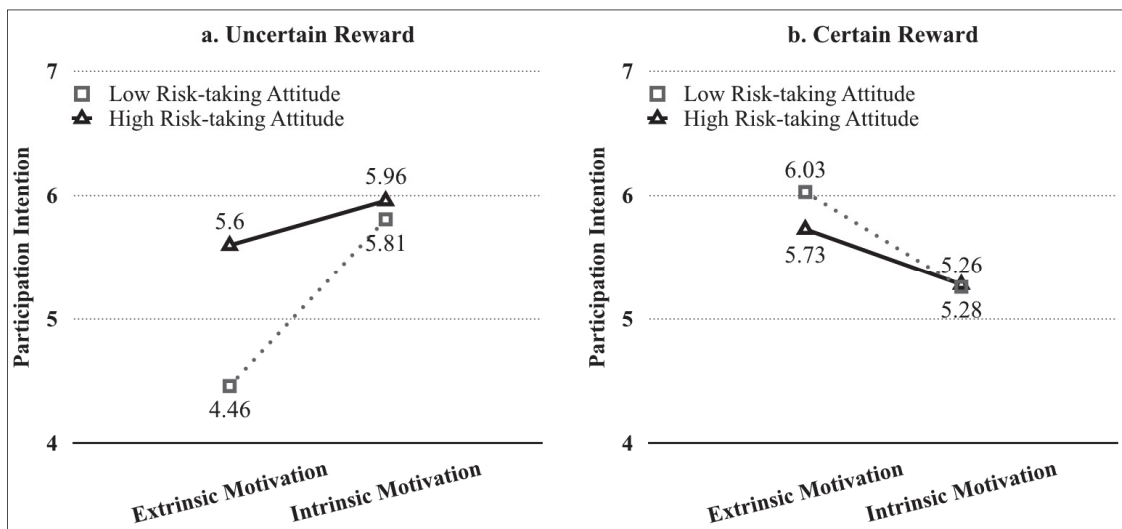 a. Uncertain Reward
7
Low Risk-taking Attitude
High Risk-taking Attitude
5.96
6
5.6
5.81
5
4.46
4
Participation Intention
Extrinsic Motivation
Intrinsic Motivation
b. Certain Reward
7
Low Risk-taking Attitude
High Risk-taking Attitude
6.03
6
5.73
5.26
5.28
5
4
Participation Intention
Extrinsic Motivation
Intrinsic Motivation